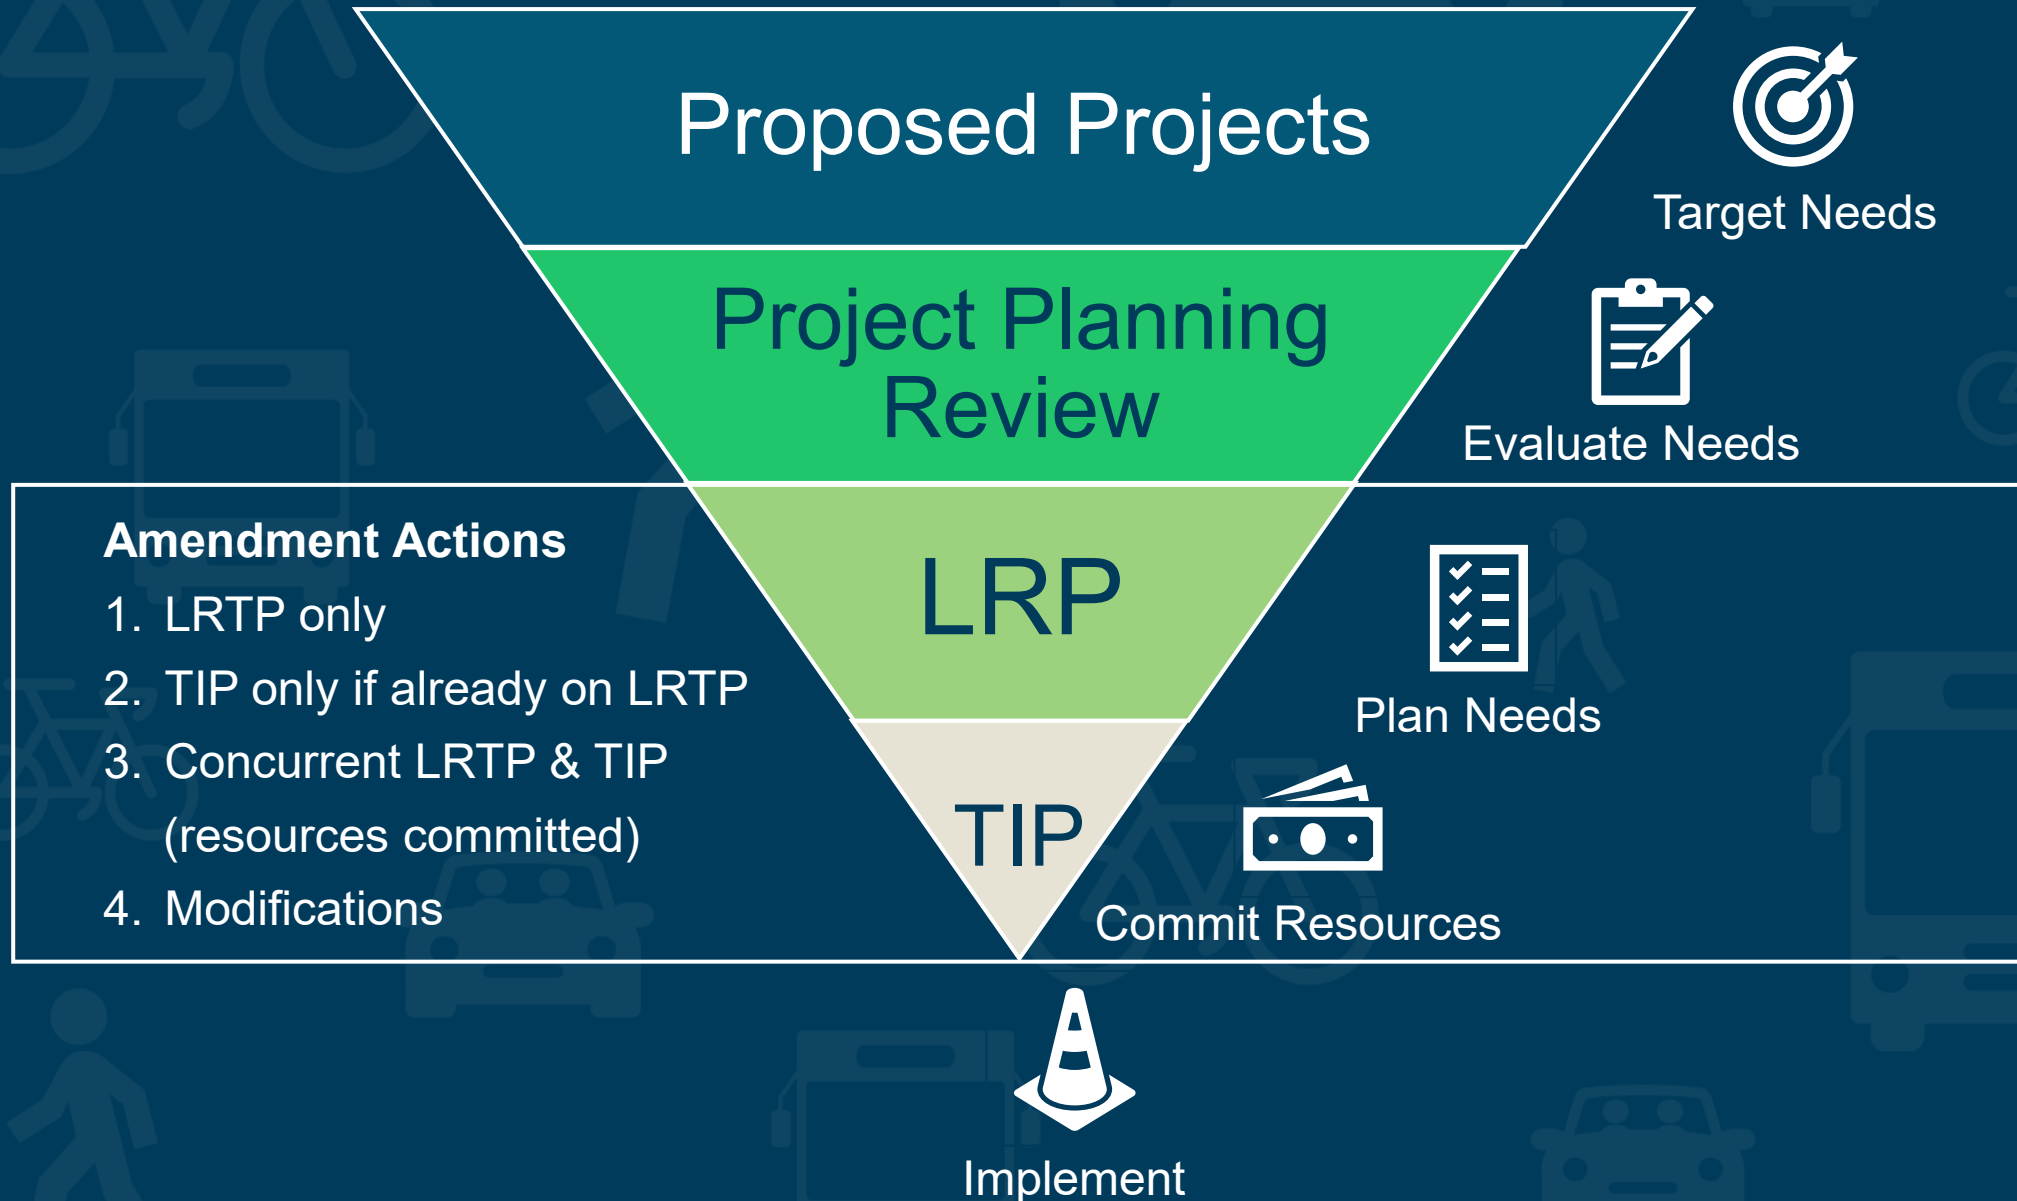 Proposed Projects
Target Needs
Project Planning
Review
Evaluate Needs
Amendment Actions
1. LRTP only
2. TIP only if already on LRTP
3. Concurrent LRTP & TIP
(resources committed)
4. Modifications
LRP
Plan Needs
TIP
Commit Resources
Implement